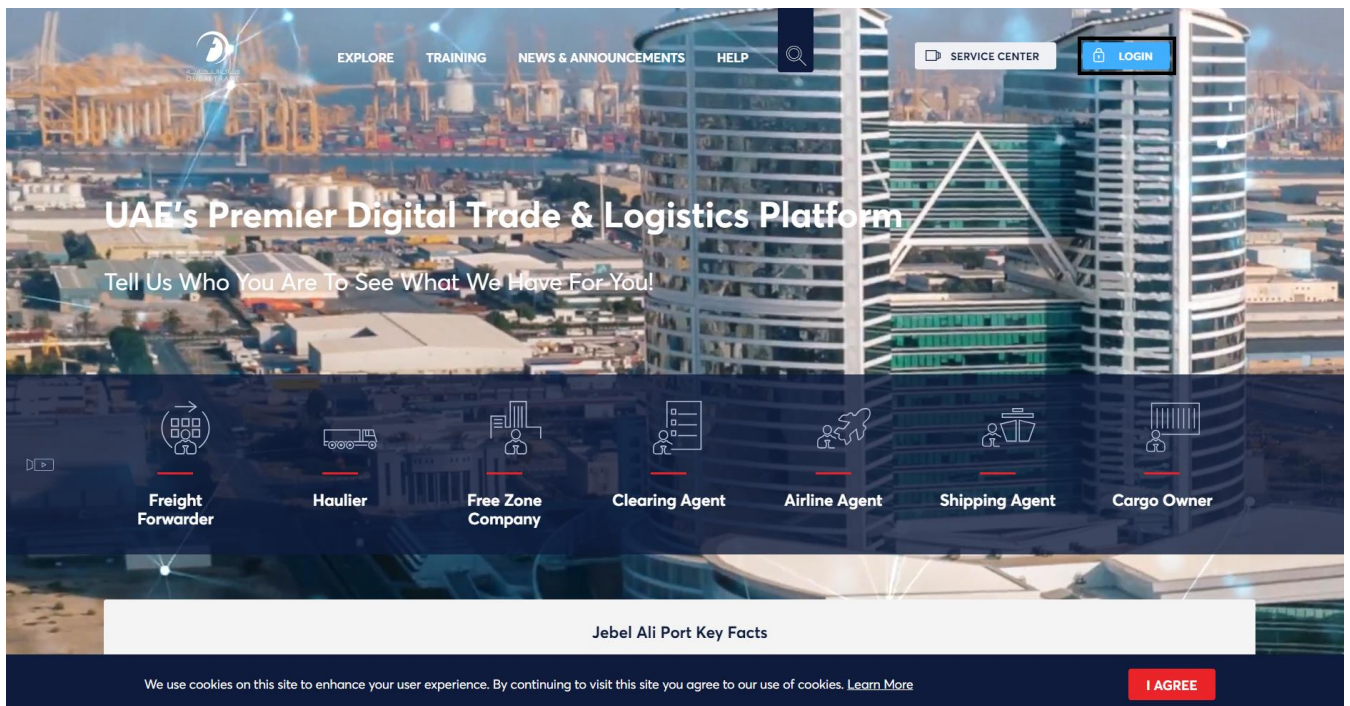 EXPLORE
TRAINING
NEWS & ANNOUNCEMENTS
HELP
SERVICE CENTER
LOGIN
DUBAI TRADE
UAE's Premier Digital Trade & Logistics Platform
Tell Us Who You Are To See What We Have For You!
Freight
Forwarder
Haulier
Free Zone
Company
Clearing Agent
Airline Agent
Shipping Agent
Cargo Owner
Jebel Ali Port Key Facts
We use cookies on this site to enhance your user experience. By continuing to visit this site you agree to our use of cookies. Learn More
I AGREE